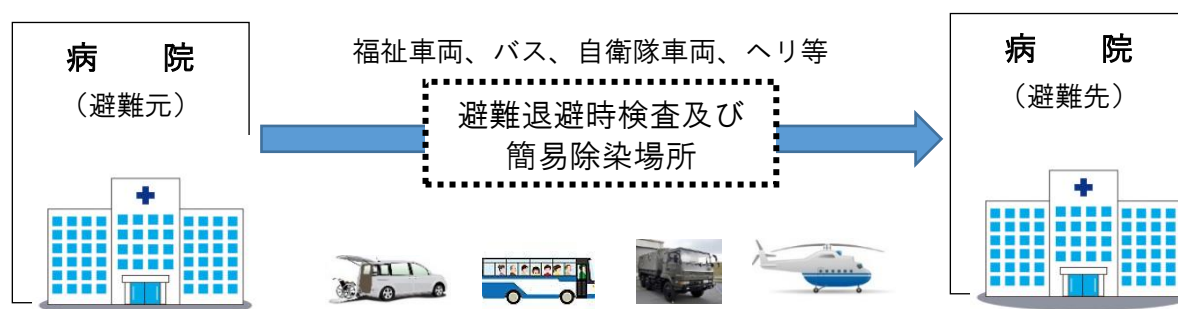 病　　院
（避難元）
福祉車両、バス、自衛隊車両、ヘリ等
避難退避時検査及び
簡易除染場所
病　　院
（避難先）